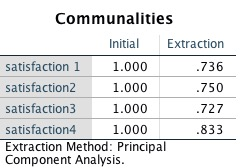 Communalities
Initial Extraction
satisfaction 1 1.000 .736
satisfaction2 1.000 .750
satisfaction3 1.000 .727
satisfaction4 1.000 .833
Extraction Method: Principal
Component Analysis.